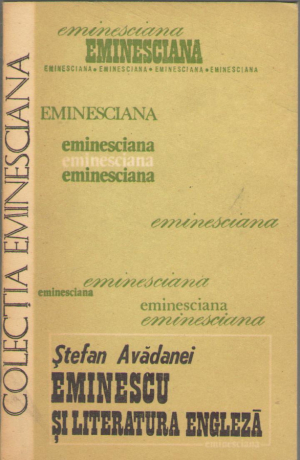 COLECȚIA EMINESCIANA
eminesciana
EMINESCIANA
EMINESCIANA • EMINESCIANA • EMINESCIANA • EMINESCIANA
EMINESCIANA
eminesciana
eminesciana
eminesciana
eminesciana
eminesciana
eminesciana
eminesciana
eminesciana
Ștefan Avădanei
EMINESCU
ȘI LITERATURA ENGLEZĂ